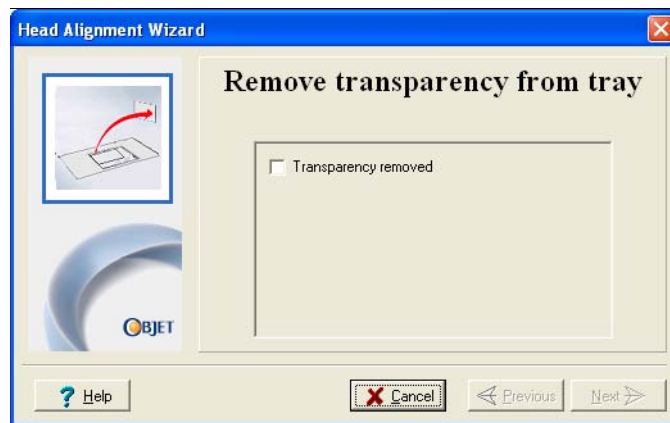 Head Alignment Wizard
Remove transparency from tray
Transparency removed
OBJET
? Help
Cancel
Previous
Next